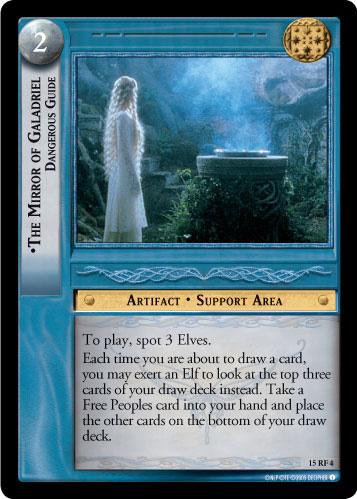 2
•The Mirror of Galadriel
Dangerous Guide
Artifact • Support Area
To play, spot 3 Elves.
Each time you are about to draw a card,
you may exert an Elf to look at the top three
cards of your draw deck instead. Take a
Free Peoples card into your hand and place
the other cards on the bottom of your draw
deck.
15 RF 4